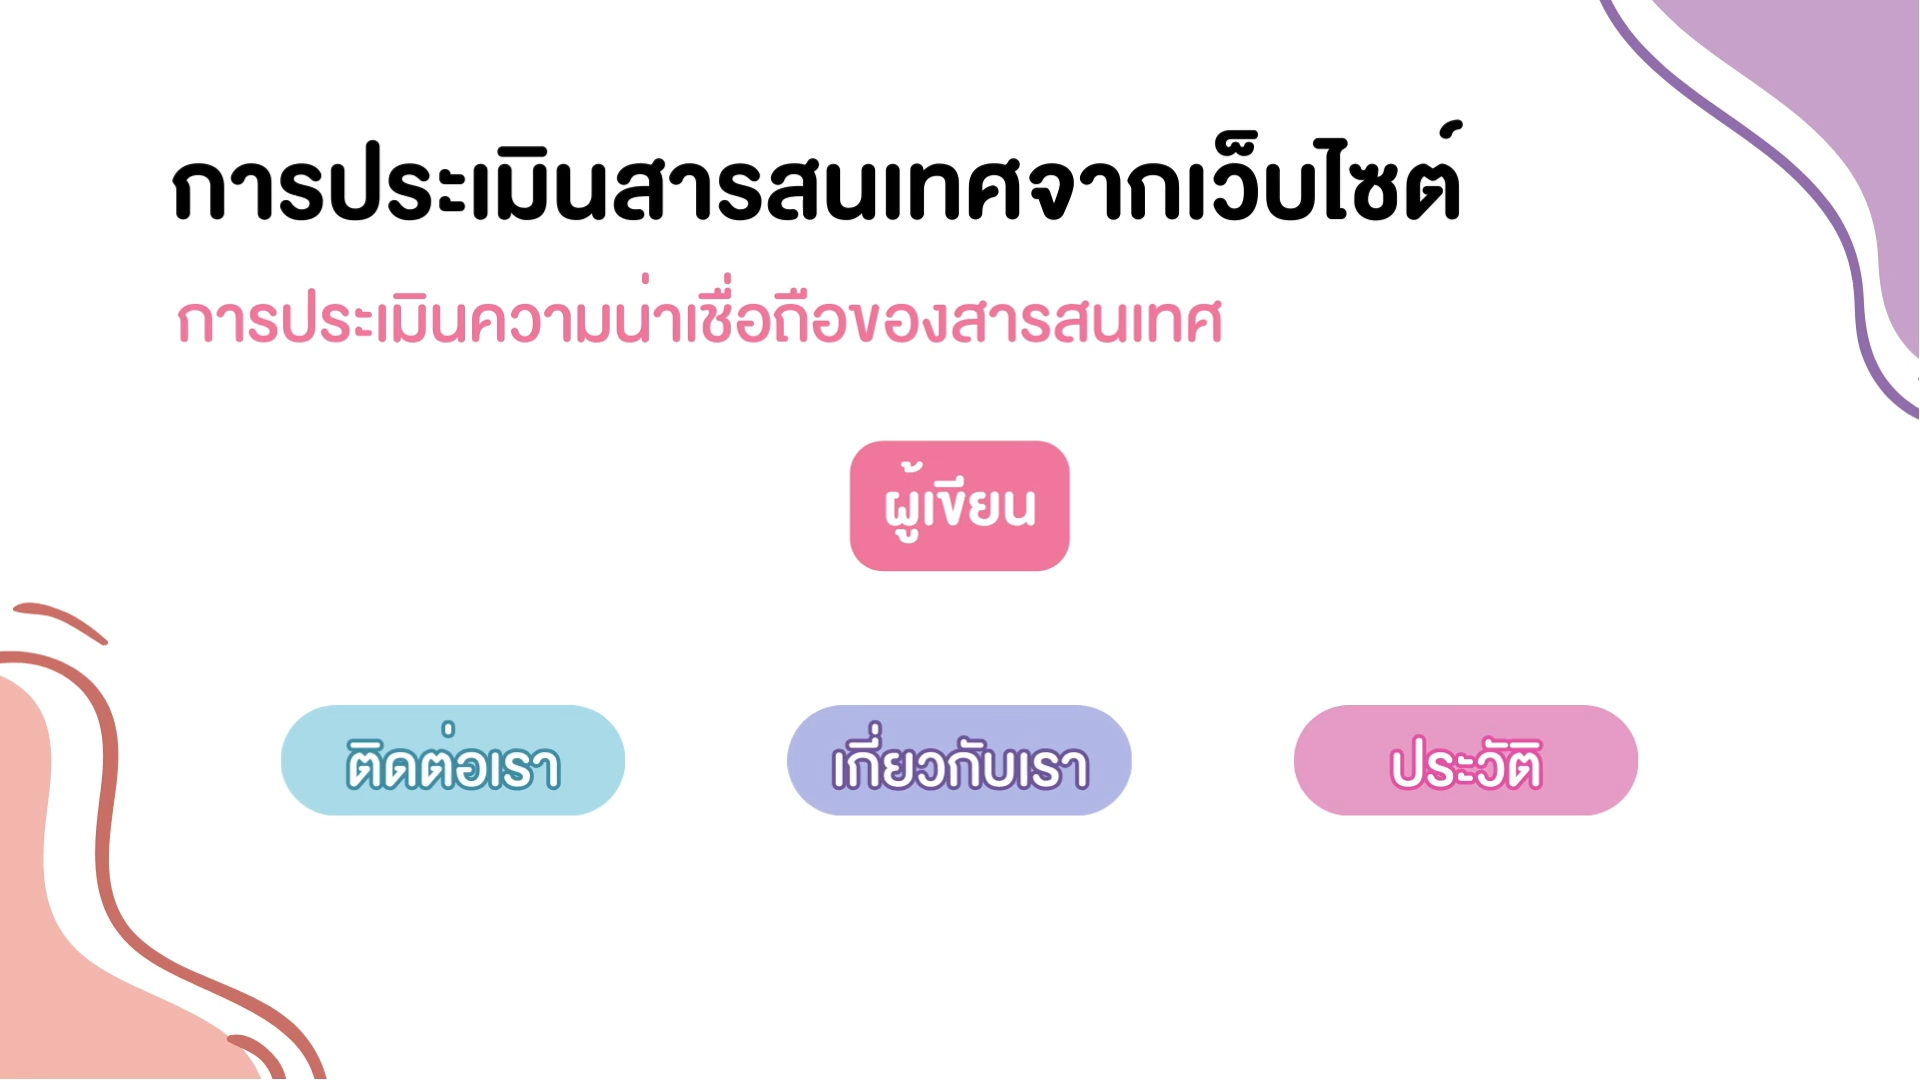 การประเมินสารสนเทศจากเว็บไซต์
การประเมินความน่าเชื่อถือของสารสนเทศ
ผู้เขียน
ติดต่อเรา
เกี่ยวกับเรา
ประวัติ